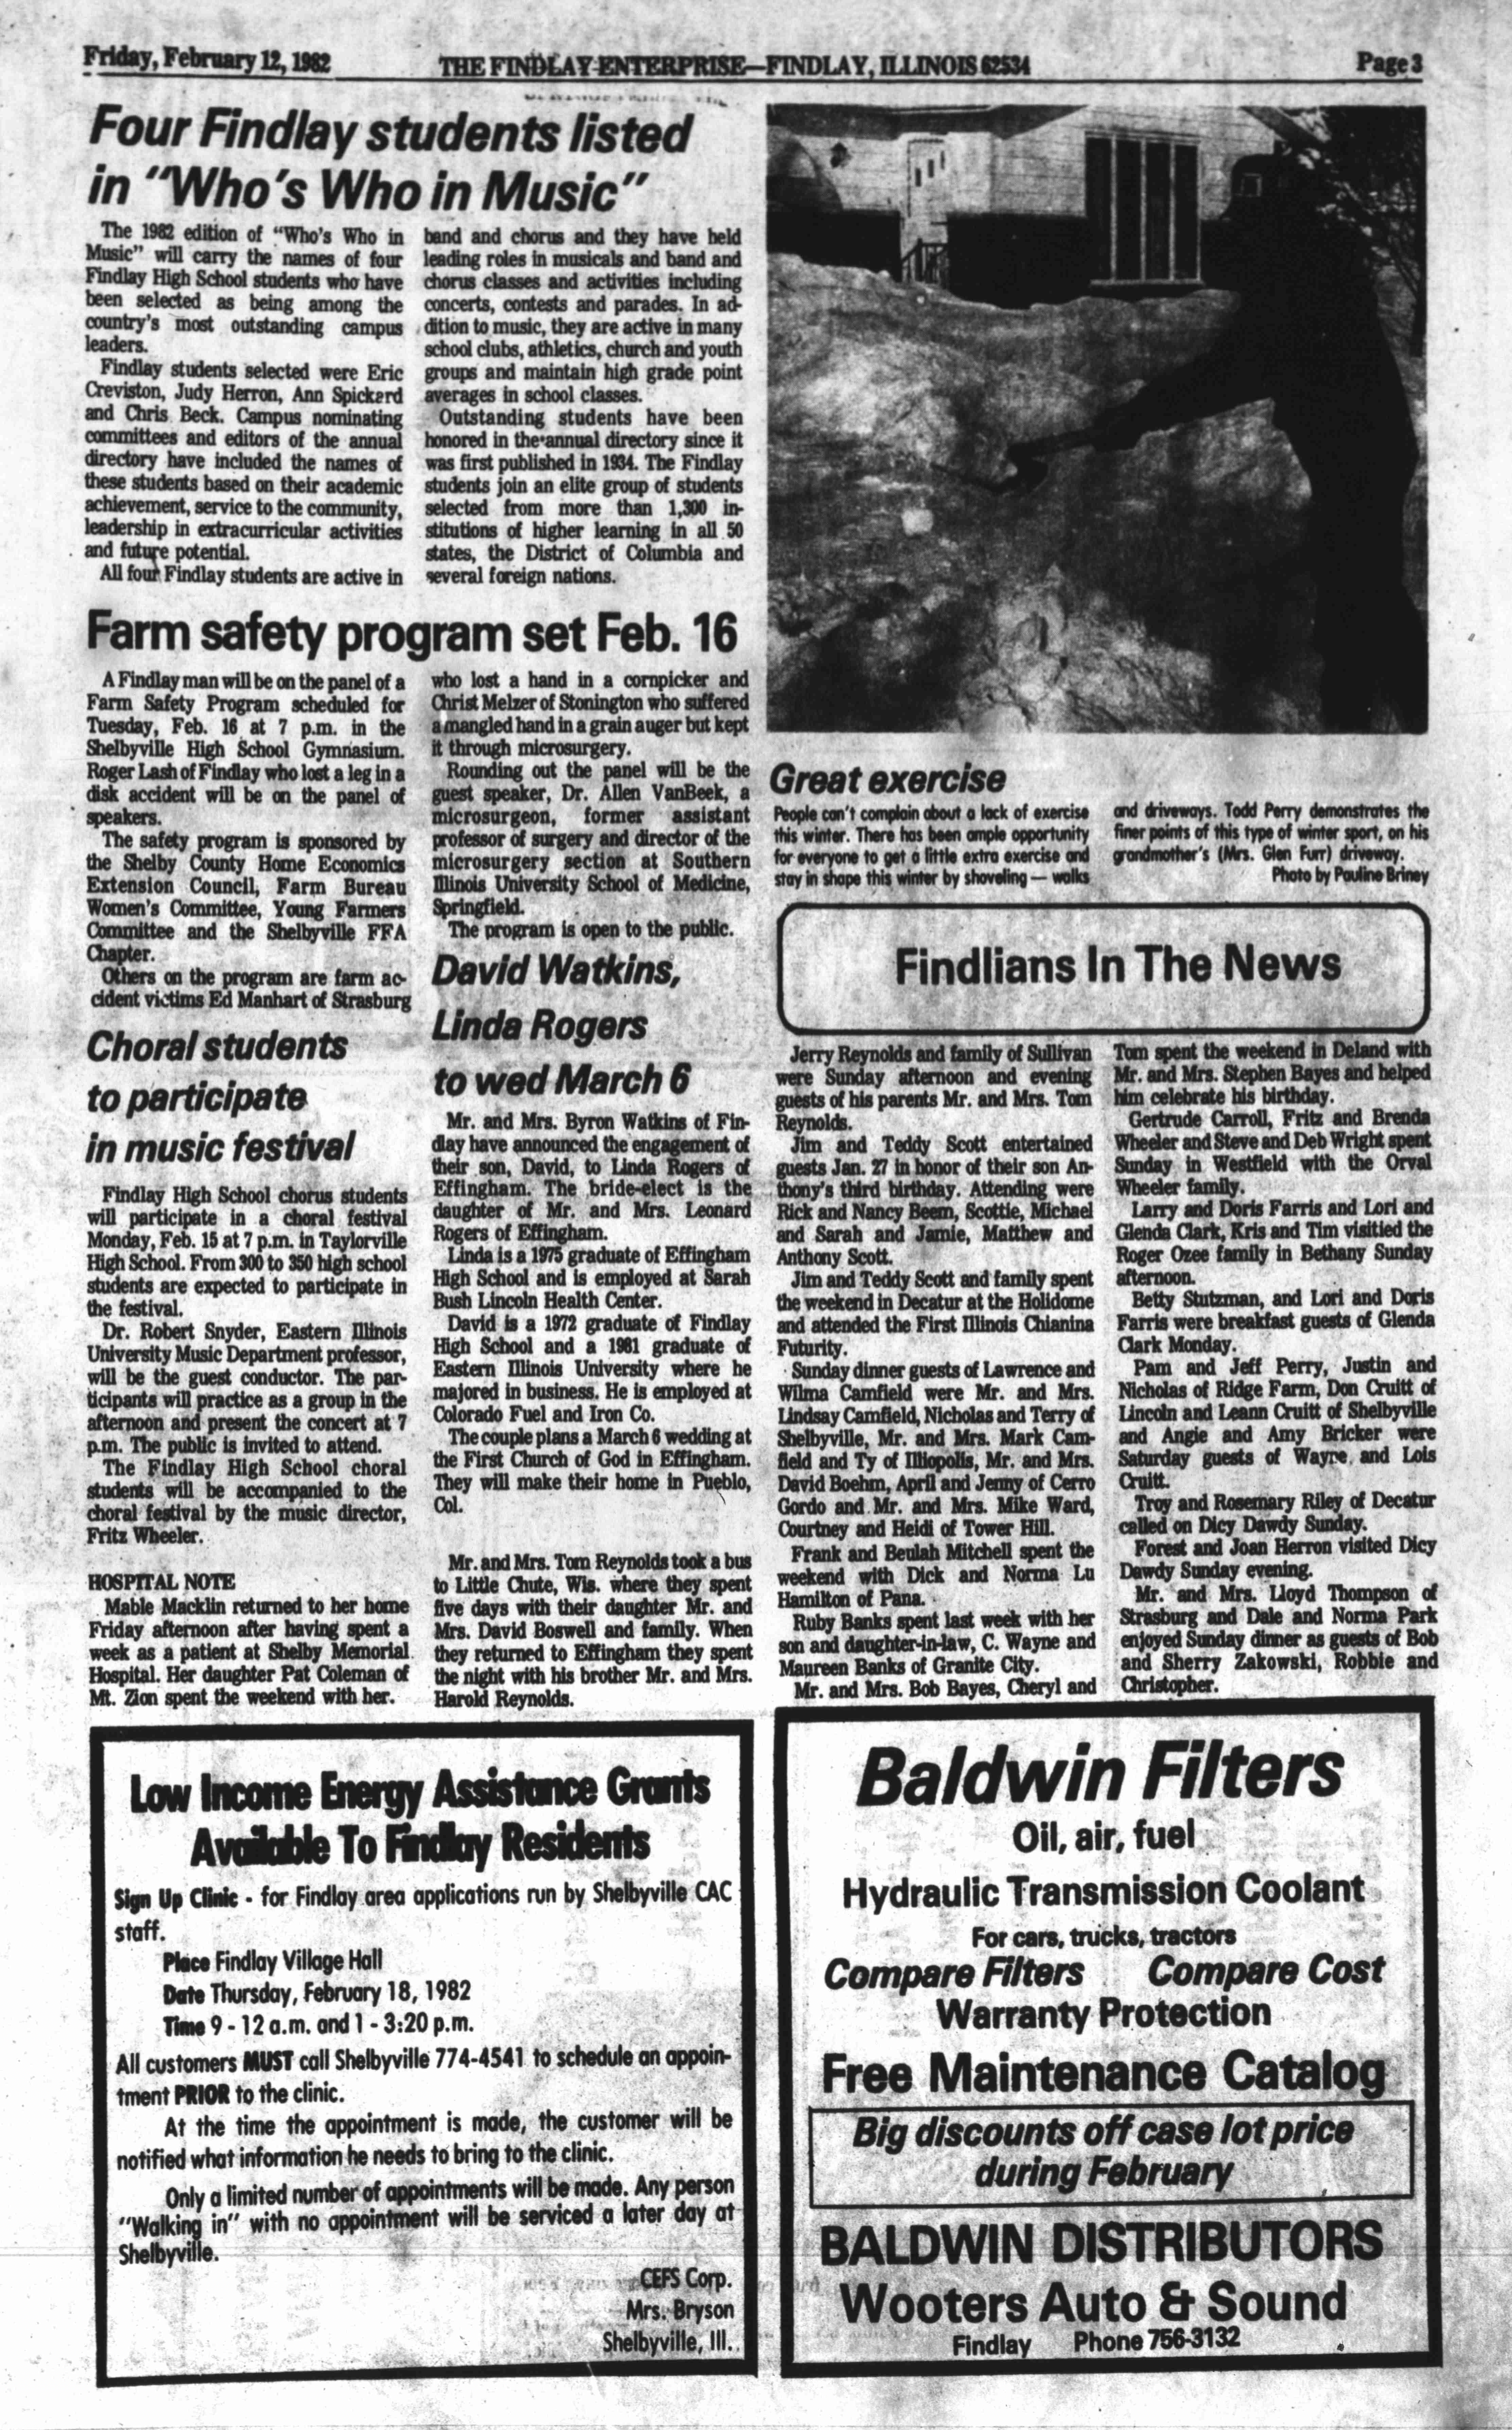 Friday, February 12, 1982
THE FINDLAY ENTERPRISE—FINDLAY, ILLINOIS 62534
Page 3
Four Findlay students listed
in "Who's Who in Music"
The 1982 edition of "Who's Who in
Music" will carry the names of four
Findlay High School students who have
been selected as being among the
country's most outstanding campus
leaders.
Findlay students selected were Eric
Creviston, Judy Herron, Ann Spickerd
and Chris Beck. Campus nominating
committees and editors of the annual
directory have included the names of
these students based on their academic
achievement, service to the community,
leadership in extracurricular activities
and future potential.
All four Findlay students are active in
band and chorus and they have held
leading roles in musicals and band and
chorus classes and activities including
concerts, contests and parades. In ad-
dition to music, they are active in many
school clubs, athletics, church and youth
groups and maintain high grade point
averages in school classes.
Outstanding students have been
honored in the annual directory since it
was first published in 1934. The Findlay
students join an elite group of students
selected from more than 1,300 in-
stitutions of higher learning in all 50
states, the District of Columbia and
several foreign nations.
Farm safety program set Feb. 16
A Findlay man will be on the panel of a
Farm Safety Program scheduled for
Tuesday, Feb. 16 at 7 p.m. in the
Shelbyville High School Gymnasium.
Roger Lash of Findlay who lost a leg in a
disk accident will be on the panel of
speakers.
The safety program is sponsored by
the Shelby County Home Economics
Extension Council, Farm Bureau
Women's Committee, Young Farmers
Committee and the Shelbyville FFA
Chapter.
Others on the program are farm ac-
cident victims Ed Manhart of Strasburg
who lost a hand in a cornpicker and
Christ Melzer of Stonington who suffered
a mangled hand in a grain auger but kept
it through microsurgery.
Rounding out the panel will be the
guest speaker, Dr. Allen VanBeek, a
microsurgeon, former assistant
professor of surgery and director of the
microsurgery section at Southern
Illinois University School of Medicine,
Springfield.
The program is open to the public.
Choral students
to participate
in music festival
Findlay High School chorus students
will participate in a choral festival
Monday, Feb. 15 at 7 p.m. in Taylorville
High School. From 300 to 350 high school
students are expected to participate in
the festival.
Dr. Robert Snyder, Eastern Illinois
University Music Department professor,
will be the guest conductor. The par-
ticipants will practice as a group in the
afternoon and present the concert at 7
p.m. The public is invited to attend.
The Findlay High School choral
students will be accompanied to the
choral festival by the music director,
Fritz Wheeler.
HOSPITAL NOTE
Mable Macklin returned to her home
Friday afternoon after having spent a
week as a patient at Shelby Memorial
Hospital. Her daughter Pat Coleman of
Mt. Zion spent the weekend with her.
David Watkins,
Linda Rogers
to wed March 6
Mr. and Mrs. Byron Watkins of Fin-
dlay have announced the engagement of
their son, David, to Linda Rogers of
Effingham. The bride-elect is the
daughter of Mr. and Mrs. Leonard
Rogers of Effingham.
Linda is a 1975 graduate of Effingham
High School and is employed at Sarah
Bush Lincoln Health Center.
David is a 1972 graduate of Findlay
High School and a 1981 graduate of
Eastern Illinois University where he
majored in business. He is employed at
Colorado Fuel and Iron Co.
The couple plans a March 6 wedding at
the First Church of God in Effingham.
They will make their home in Pueblo,
Col.
Mr. and Mrs. Tom Reynolds took a bus
to Little Chute, Wis. where they spent
five days with their daughter Mr. and
Mrs. David Boswell and family. When
they returned to Effingham they spent
the night with his brother Mr. and Mrs.
Harold Reynolds.
Great exercise
People can't complain about a lack of exercise
this winter. There has been ample opportunity
for everyone to get a little extra exercise and
stay in shape this winter by shoveling — walks
and driveways. Todd Perry demonstrates the
finer points of this type of winter sport, on his
grandmother's (Mrs. Glen Furr) driveway.
Photo by Pauline Briney
Findlians In The News
Jerry Reynolds and family of Sullivan
were Sunday afternoon and evening
guests of his parents Mr. and Mrs. Tom
Reynolds.
Jim and Teddy Scott entertained
guests Jan. 27 in honor of their son An-
thony's third birthday. Attending were
Rick and Nancy Beem, Scottie, Michael
and Sarah and Jamie, Matthew and
Anthony Scott.
Jim and Teddy Scott and family spent
the weekend in Decatur at the Holidome
and attended the First Illinois Chianina
Futurity.
Sunday dinner guests of Lawrence and
Wilma Camfield were Mr. and Mrs.
Lindsay Camfield, Nicholas and Terry of
Shelbyville, Mr. and Mrs. Mark Cam-
field and Ty of Illiopolis, Mr. and Mrs.
David Boehm, April and Jenny of Cerro
Gordo and Mr. and Mrs. Mike Ward,
Courtney and Heidi of Tower Hill.
Frank and Beulah Mitchell spent the
weekend with Dick and Norma Lu
Hamilton of Pana.
Ruby Banks spent last week with her
son and daughter-in-law, C. Wayne and
Maureen Banks of Granite City.
Mr. and Mrs. Bob Bayes, Cheryl and
Tom spent the weekend in Deland with
Mr. and Mrs. Stephen Bayes and helped
him celebrate his birthday.
Gertrude Carroll, Fritz and Brenda
Wheeler and Steve and Deb Wright spent
Sunday in Westfield with the Orval
Wheeler family.
Larry and Doris Farris and Lori and
Glenda Clark, Kris and Tim visitied the
Roger Ozee family in Bethany Sunday
afternoon.
Betty Stutzman, and Lori and Doris
Farris were breakfast guests of Glenda
Clark Monday.
Pam and Jeff Perry, Justin and
Nicholas of Ridge Farm, Don Cruitt of
Lincoln and Leann Cruitt of Shelbyville
and Angie and Amy Bricker were
Saturday guests of Wayne and Lois
Cruitt.
Troy and Rosemary Riley of Decatur
called on Dicy Dawdy Sunday.
Forest and Joan Herron visited Dicy
Dawdy Sunday evening.
Mr. and Mrs. Lloyd Thompson of
Strasburg and Dale and Norma Park
enjoyed Sunday dinner as guests of Bob
and Sherry Zakowski, Robbie and
Christopher.
Low Income Energy Assistance Grants
Available To Findlay Residents
Sign Up Clinic - for Findlay area applications run by Shelbyville CAC
staff.
Place Findlay Village Hall
Date Thursday, February 18, 1982
Time 9 - 12 a.m. and 1 - 3:20 p.m.
All customers MUST call Shelbyville 774-4541 to schedule an appoin-
tment PRIOR to the clinic.
At the time the appointment is made, the customer will be
notified what information he needs to bring to the clinic.
Only a limited number of appointments will be made. Any person
"Walking in" with no appointment will be serviced a later day at
Shelbyville.
CEFS Corp.
Mrs. Bryson
Shelbyville, Ill.
Baldwin Filters
Oil, air, fuel
Hydraulic Transmission Coolant
For cars, trucks, tractors
Compare Filters Compare Cost
Warranty Protection
Free Maintenance Catalog
Big discounts off case lot price
during February
BALDWIN DISTRIBUTORS
Wooters Auto & Sound
Findlay Phone 756-3132